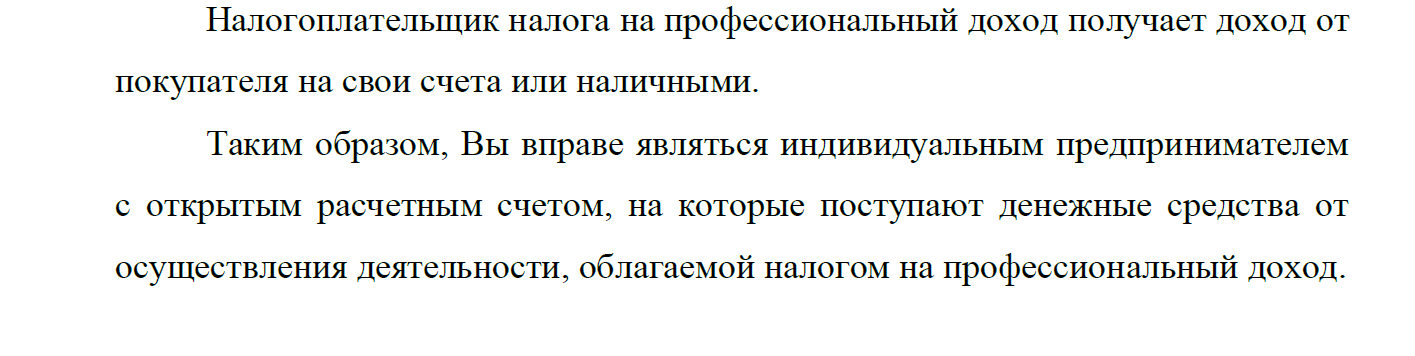 Налогоплательщик налога на профессиональный доход получает доход от
покупателя на свои счета или наличными.
Таким образом, Вы вправе являться индивидуальным предпринимателем
с открытым расчетным счетом, на которые поступают денежные средства от
осуществления деятельности, облагаемой налогом на профессиональный доход.